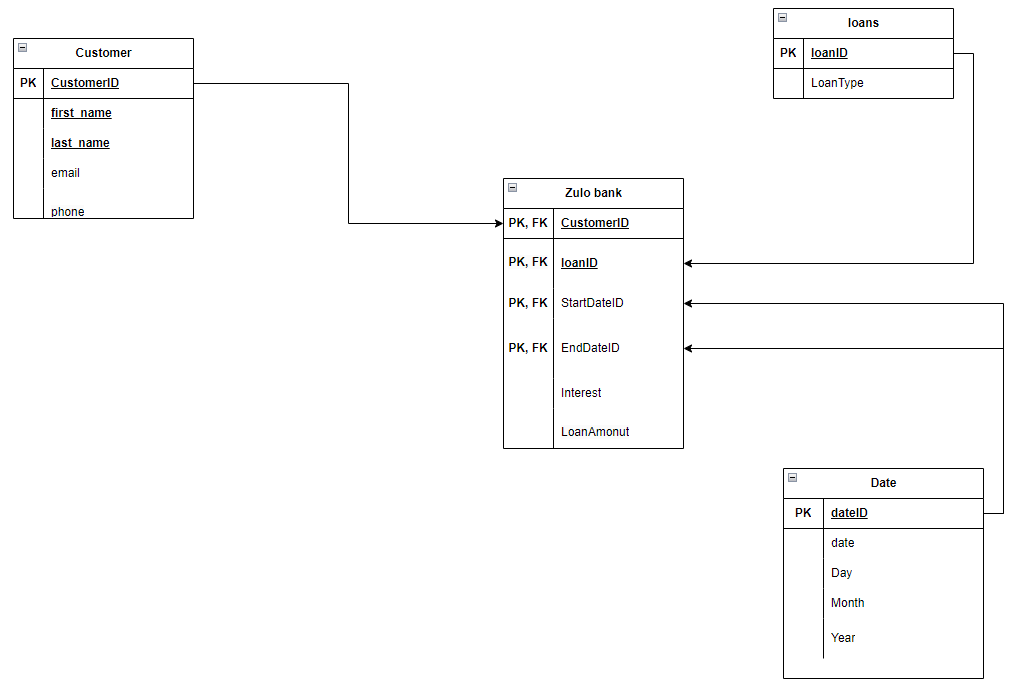 Customer
PK CustomerID
first_name
last_name
email
phone
loans
PK loanID
LoanType
Zulo bank
PK, FK CustomerID
PK, FK loanID
PK, FK StartDateID
PK, FK EndDateID
Interest
LoanAmonut
Date
PK dateID
date
Day
Month
Year